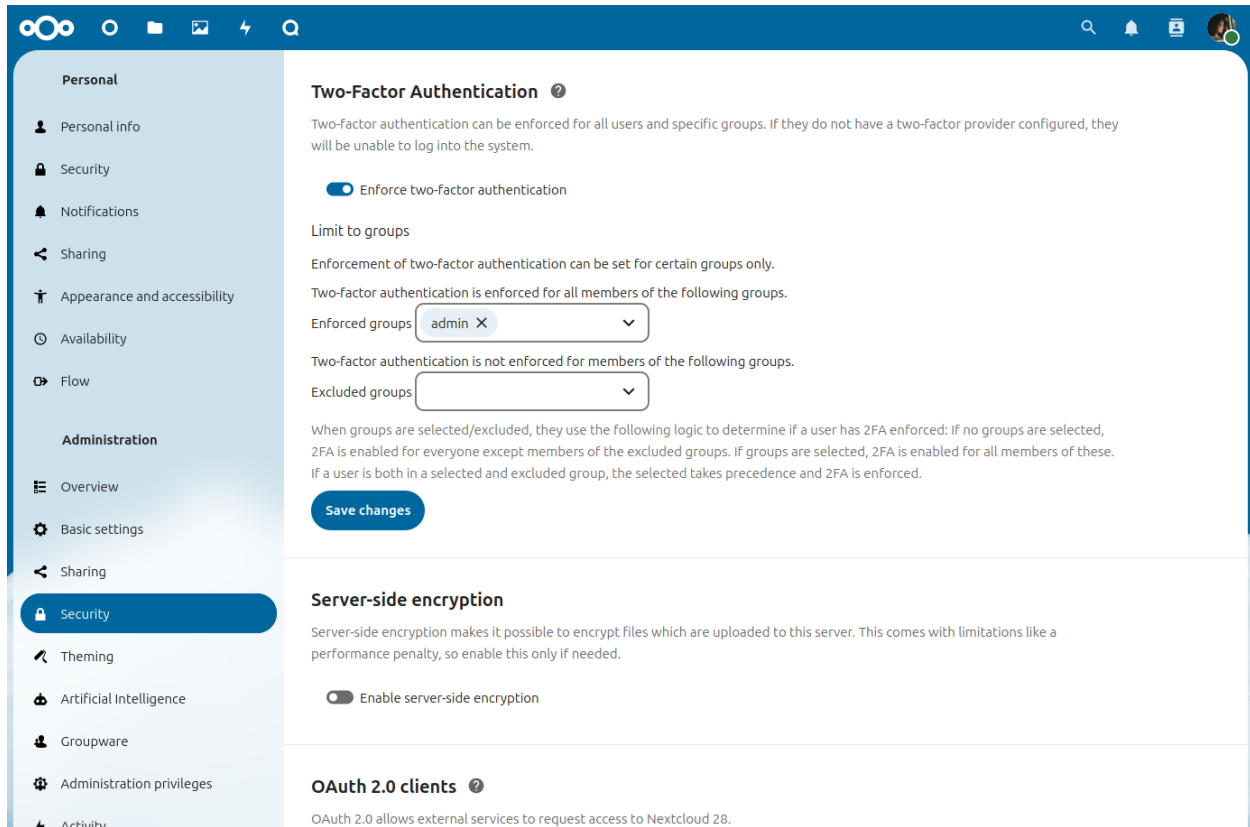 Personal
Personal info
Security
Notifications
Sharing
Appearance and accessibility
Availability
Flow
Administration
Overview
Basic settings
Sharing
Security
Theming
Artificial Intelligence
Groupware
Administration privileges
Activity
Two-Factor Authentication
Two-factor authentication can be enforced for all users and specific groups. If they do not have a two-factor provider configured, they
will be unable to log into the system.
Enforce two-factor authentication
Limit to groups
Enforcement of two-factor authentication can be set for certain groups only.
Two-factor authentication is enforced for all members of the following groups.
Enforced groups admin
Two-factor authentication is not enforced for members of the following groups.
Excluded groups
When groups are selected/excluded, they use the following logic to determine if a user has 2FA enforced: If no groups are selected,
2FA is enabled for everyone except members of the excluded groups. If groups are selected, 2FA is enabled for all members of these.
If a user is both in a selected and excluded group, the selected takes precedence and 2FA is enforced.
Save changes
Server-side encryption
Server-side encryption makes it possible to encrypt files which are uploaded to this server. This comes with limitations like a
performance penalty, so enable this only if needed.
Enable server-side encryption
OAuth 2.0 clients
OAuth 2.0 allows external services to request access to Nextcloud 28.